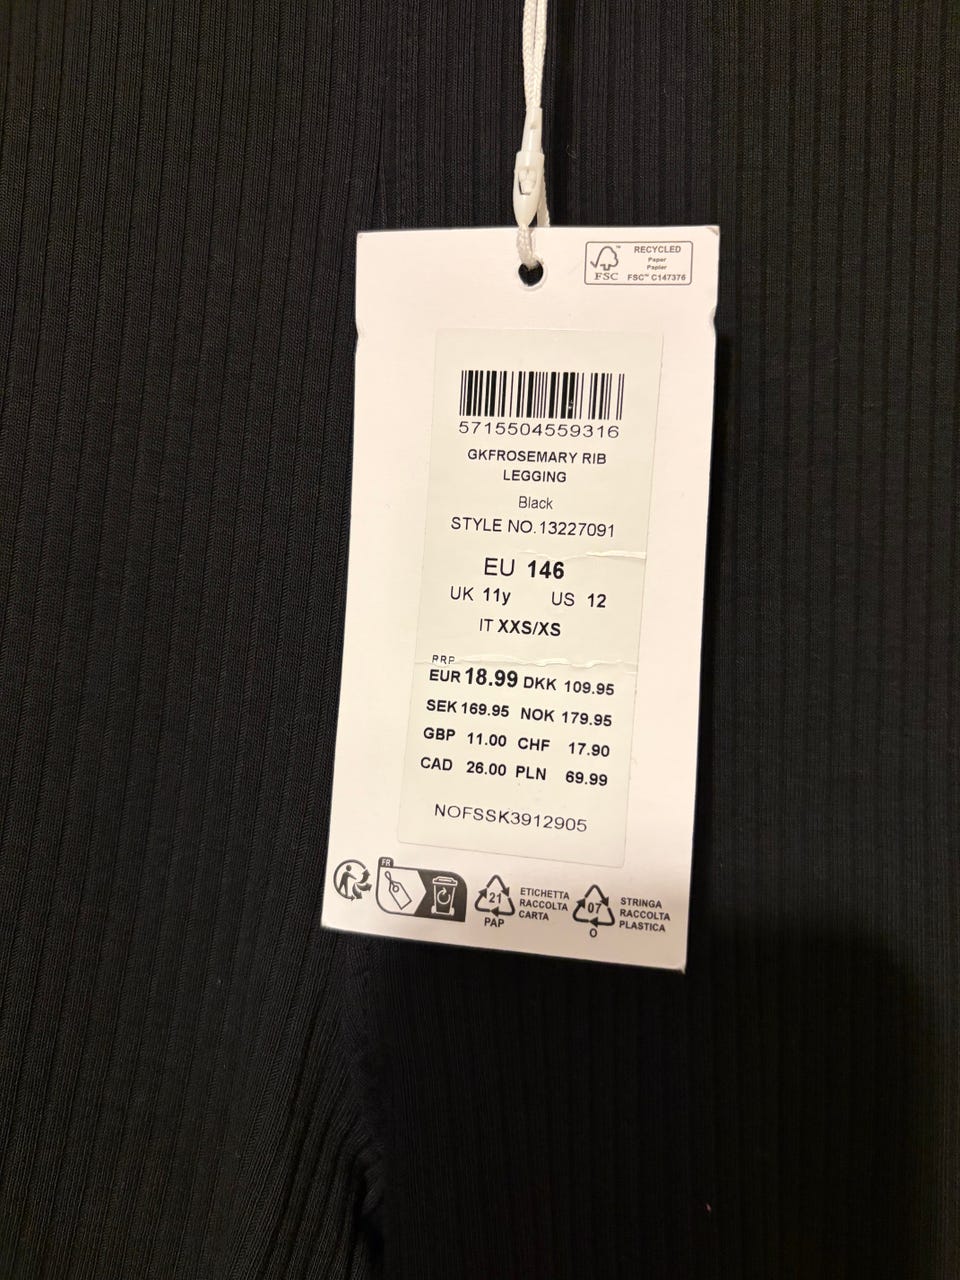 FSC™
RECYCLED
Paper
Papier
FSC™ C147376
5715504559316
GKFROSEMARY RIB
LEGGING
Black
STYLE NO.13227091
EU 146
UK 11y US 12
IT XXS/XS
RRP
EUR 18.99 DKK 109.95
SEK 169.95 NOK 179.95
GBP 11.00 CHF 17.90
CAD 26.00 PLN 69.99
NOFSSK3912905
FR
21
PAP
ETICHETTA
RACCOLTA
CARTA
07
O
STRINGA
RACCOLTA
PLASTICA